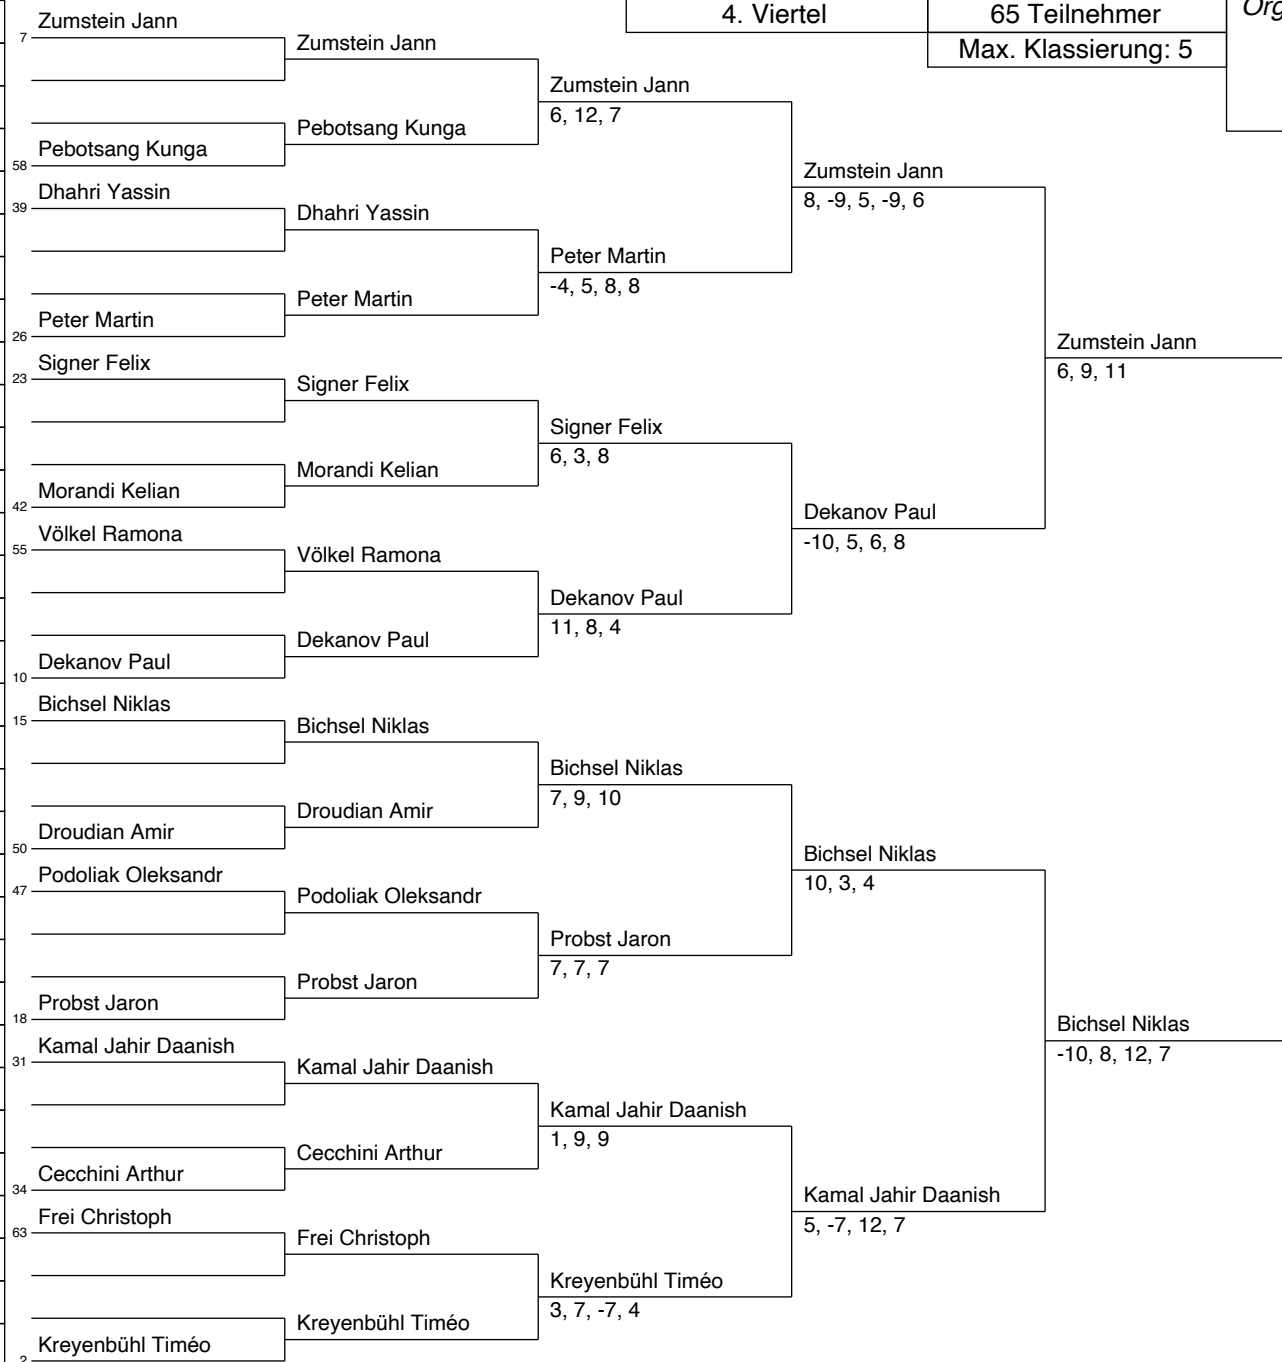 4. Viertel
65 Teilnehmer
Org
Max. Klassierung: 5
Zumstein Jann
7
Zumstein Jann
Zumstein Jann
6, 12, 7
Pebotsang Kunga
Pebotsang Kunga
58
Zumstein Jann
8, -9, 5, -9, 6
Dhahri Yassin
39
Dhahri Yassin
Peter Martin
-4, 5, 8, 8
Peter Martin
Peter Martin
26
Zumstein Jann
6, 9, 11
Signer Felix
23
Signer Felix
Signer Felix
6, 3, 8
Morandi Kelian
Morandi Kelian
42
Dekanov Paul
-10, 5, 6, 8
Völkel Ramona
55
Völkel Ramona
Dekanov Paul
11, 8, 4
Dekanov Paul
Dekanov Paul
10
Bichsel Niklas
15
Bichsel Niklas
Bichsel Niklas
7, 9, 10
Droudian Amir
Droudian Amir
50
Bichsel Niklas
10, 3, 4
Podoliak Oleksandr
47
Podoliak Oleksandr
Probst Jaron
7, 7, 7
Probst Jaron
Probst Jaron
18
Bichsel Niklas
-10, 8, 12, 7
Kamal Jahir Daanish
31
Kamal Jahir Daanish
Kamal Jahir Daanish
1, 9, 9
Cecchini Arthur
Cecchini Arthur
34
Kamal Jahir Daanish
5, -7, 12, 7
Frei Christoph
63
Frei Christoph
Kreyenbühl Timéo
3, 7, -7, 4
Kreyenbühl Timéo
Kreyenbühl Timéo
2